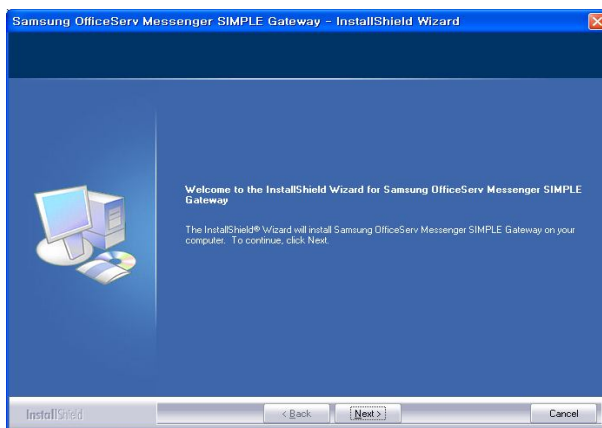 Samsung OfficeServ Messenger SIMPLE Gateway - InstallShield Wizard
Welcome to the InstallShield Wizard for Samsung OfficeServ Messenger SIMPLE
Gateway
The InstallShield® Wizard will install Samsung OfficeServ Messenger SIMPLE Gateway on your
computer. To continue, click Next.
InstallShield
< Back
Next >
Cancel